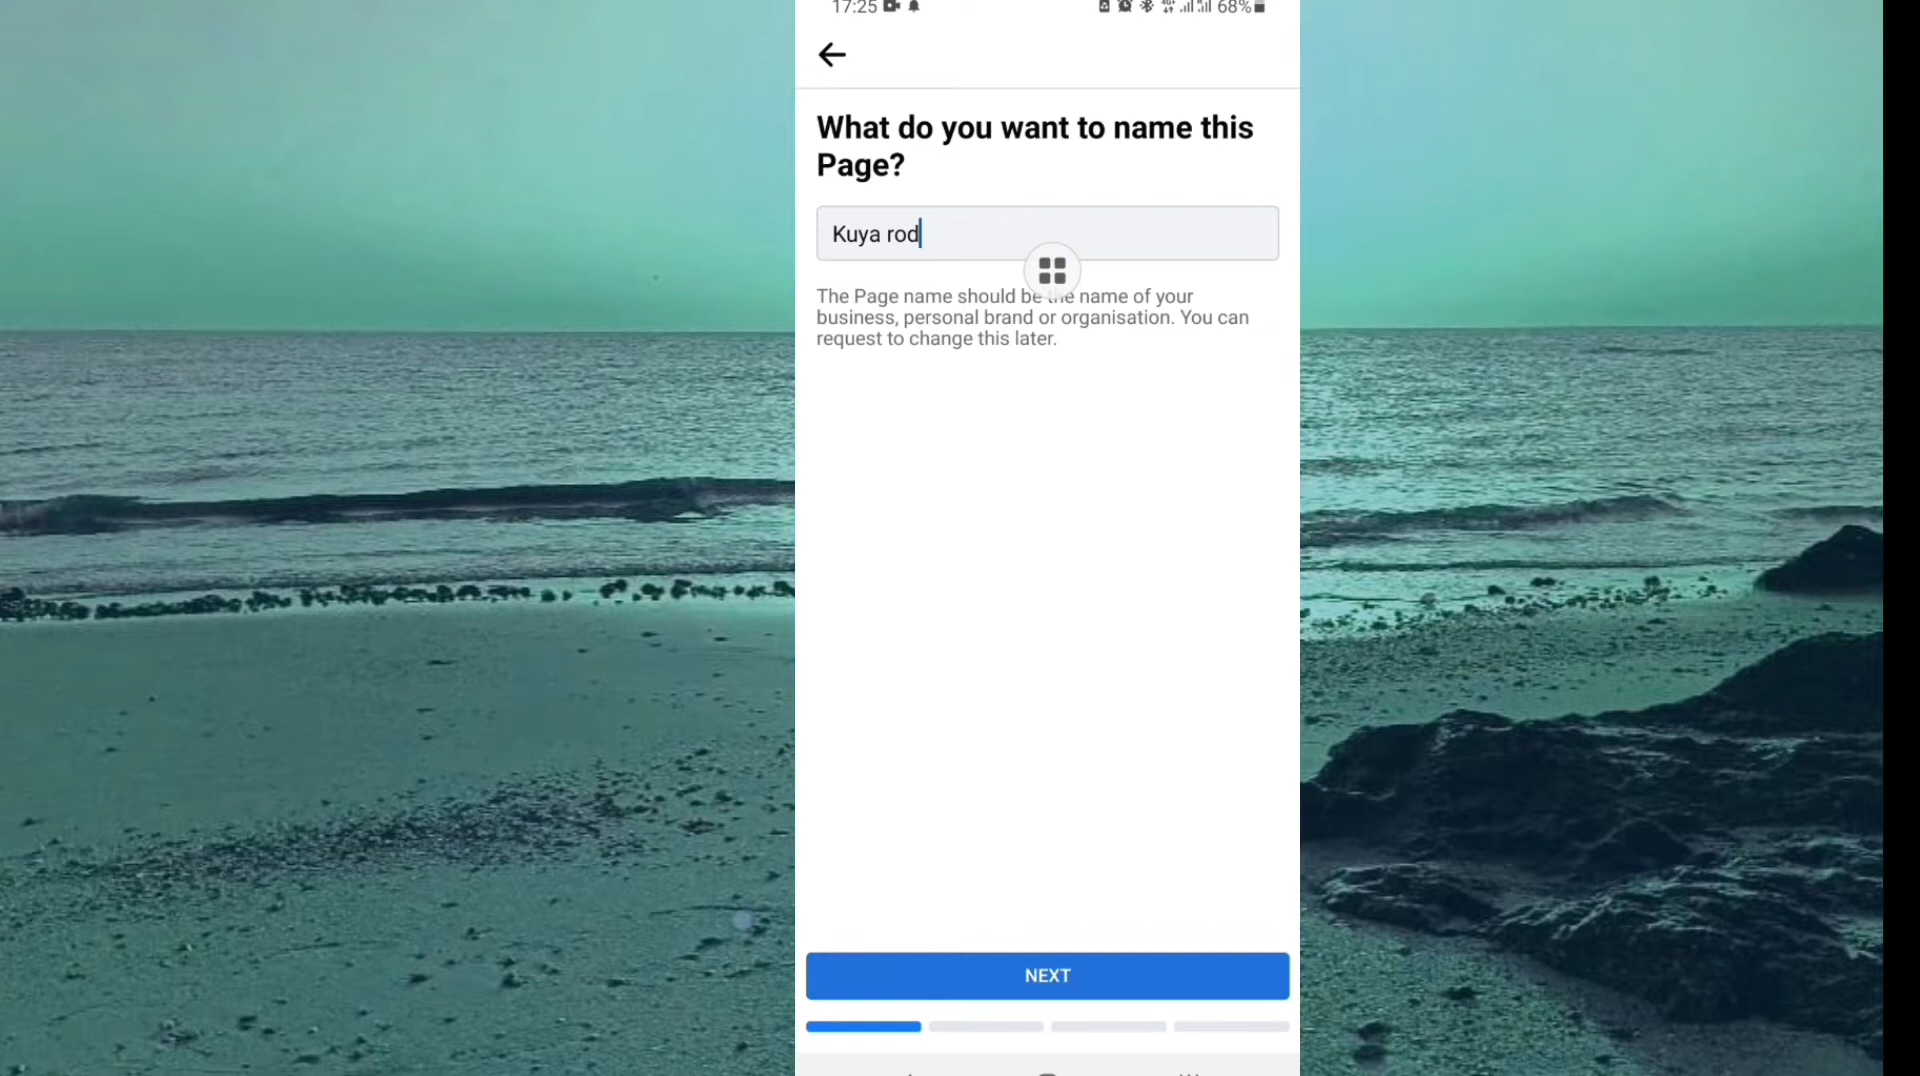 17:25 68%
What do you want to name this
Page?
Kuya rod
The Page name should be the name of your
business, personal brand or organisation. You can
request to change this later.
NEXT